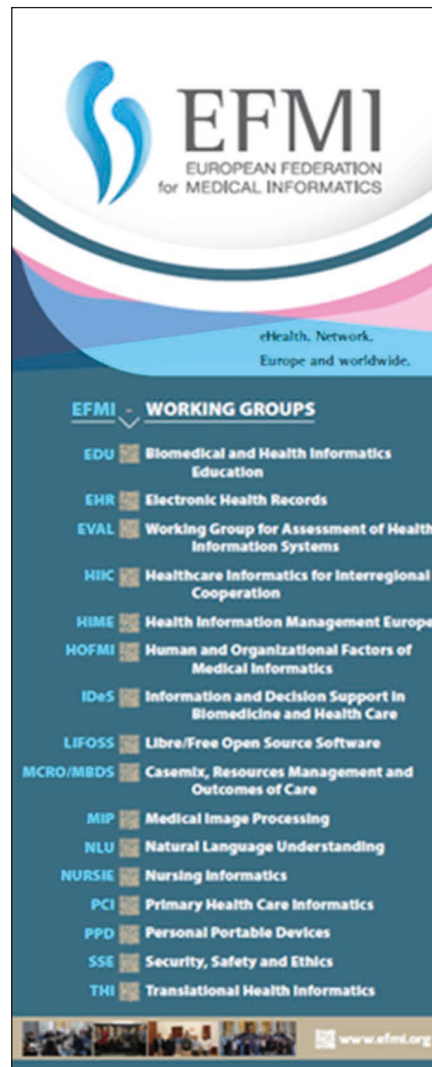 EFMI
EUROPEAN FEDERATION
for MEDICAL INFORMATICS
eHealth. Network.
Europe and worldwide.
EFMI - WORKING GROUPS
EDU Biomedical and Health Informatics
Education
EHR Electronic Health Records
EVAL Working Group for Assessment of Health
Information Systems
HIIC Healthcare Informatics for Interregional
Cooperation
HIME Health Information Management Europe
HOFMI Human and Organizational Factors of
Medical Informatics
IDeS Information and Decision Support in
Biomedicine and Health Care
LIFOSS Libre/Free Open Source Software
MCRO/MBDS Casemix, Resources Management and
Outcomes of Care
MIP Medical Image Processing
NLU Natural Language Understanding
NURSIE Nursing Informatics
PCI Primary Health Care Informatics
PPD Personal Portable Devices
SSE Security, Safety and Ethics
THI Translational Health Informatics
www.efmi.org